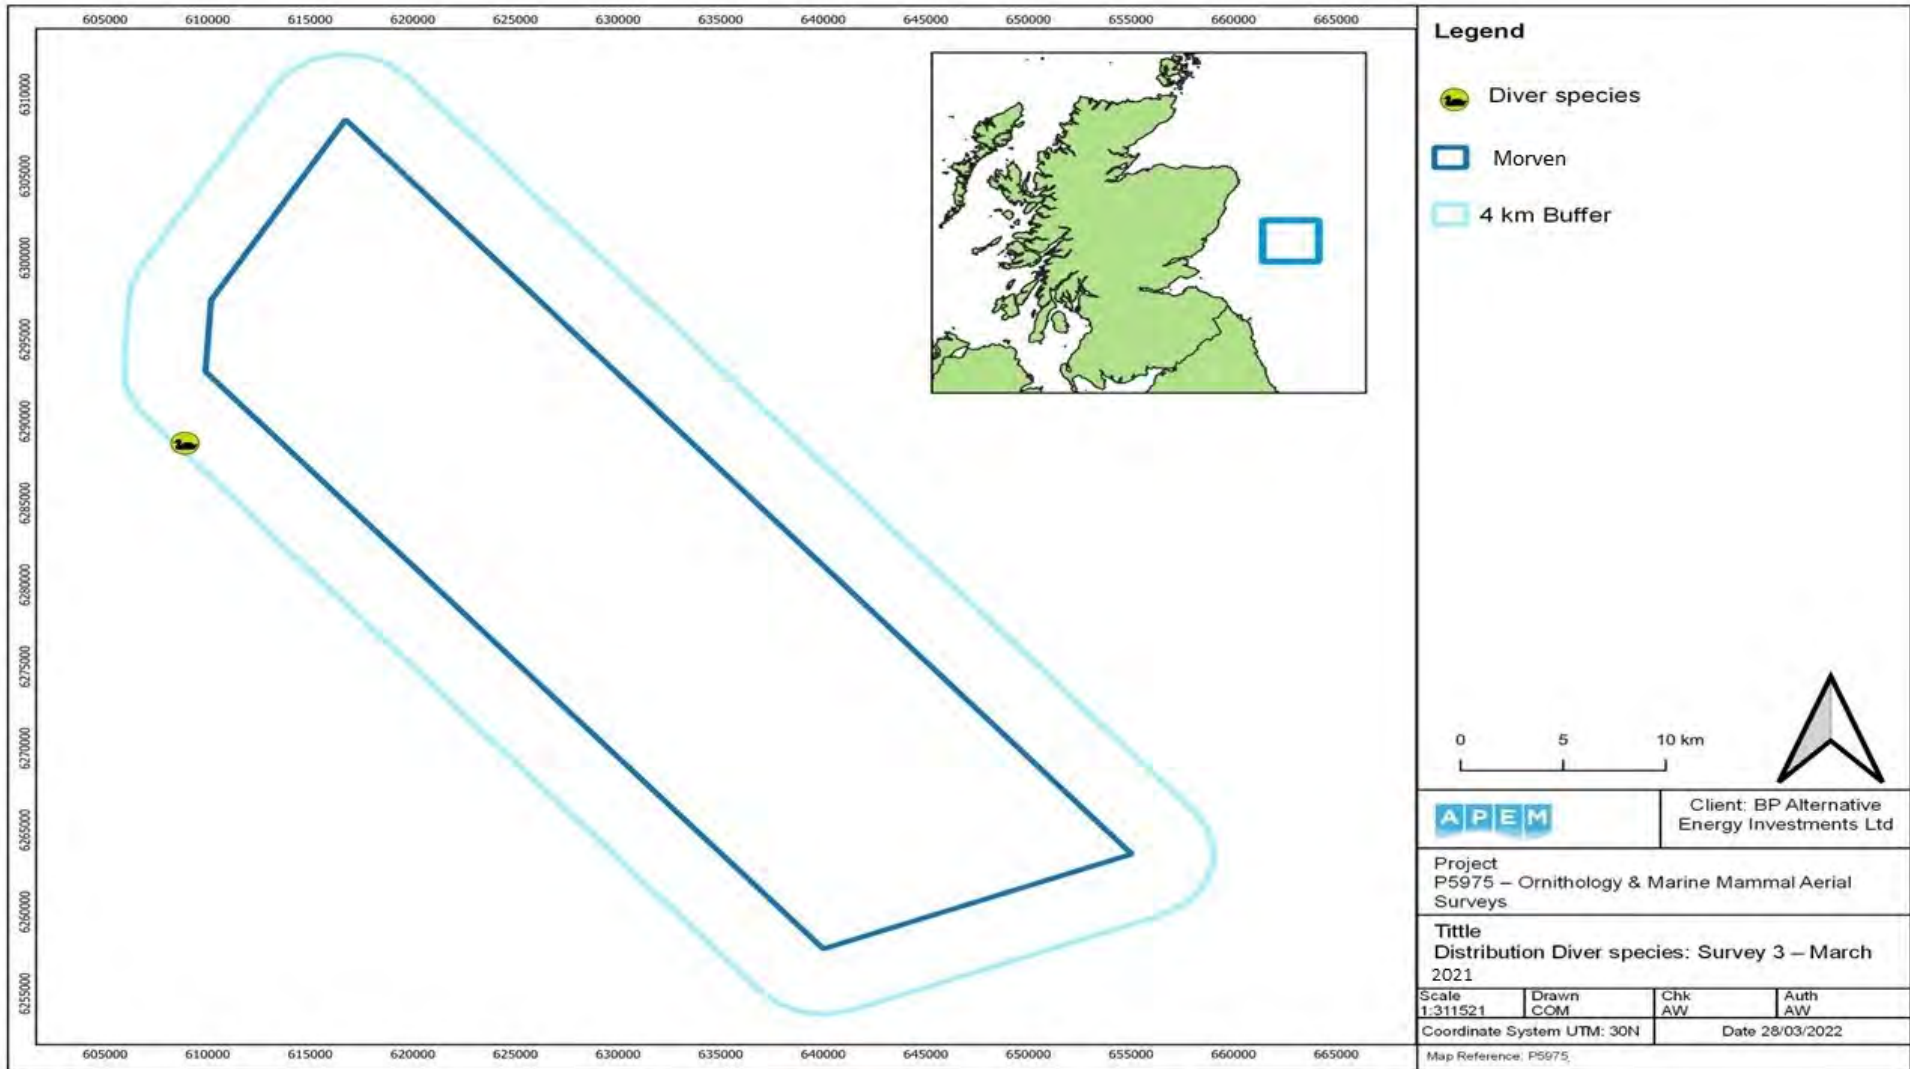 605000 610000 615000 620000 625000 630000 635000 640000 645000 650000 655000 660000 665000
6310000
6305000
6300000
6295000
6290000
6285000
6280000
6275000
6270000
6265000
6260000
6255000
605000 610000 615000 620000 625000 630000 635000 640000 645000 650000 655000 660000 665000
Legend
Diver species
Morven
4 km Buffer
0 5 10 km
APEM
Client: BP Alternative
Energy Investments Ltd
Project
P5975 – Ornithology & Marine Mammal Aerial
Surveys
Tittle
Distribution Diver species: Survey 3 – March
2021
Scale Drawn Chk Auth
1:311521 COM AW AW
Coordinate System UTM: 30N Date 28/03/2022
Map Reference: P5975